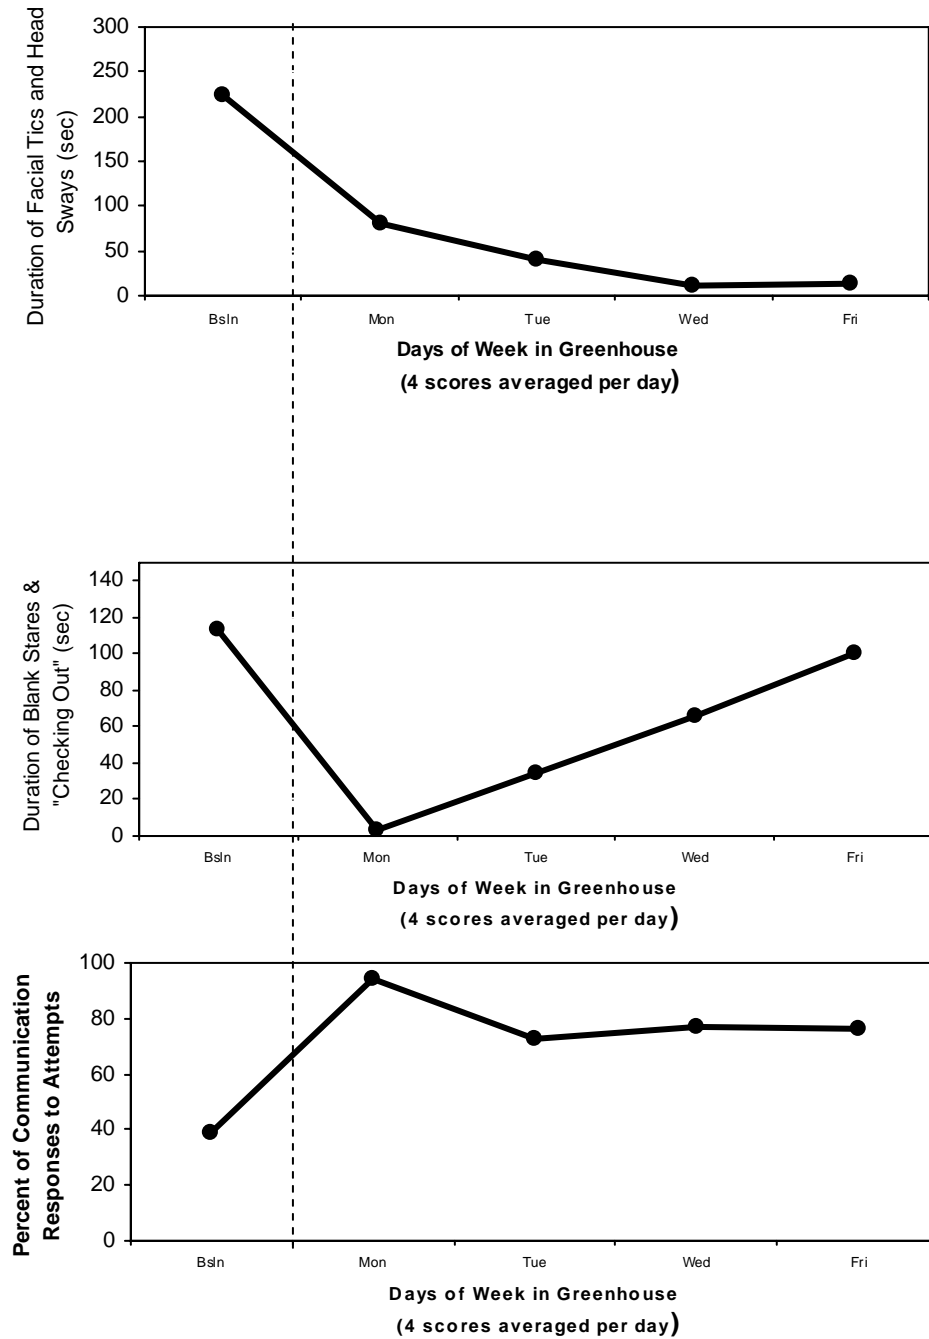 Duration of Facial Tics and Head
Sways (sec)
300
250
200
150
100
50
0
Bsln
Mon
Tue
Wed
Fri
Days of Week in Greenhouse
(4 scores averaged per day)
Duration of Blank Stares &
"Checking Out" (sec)
140
120
100
80
60
40
20
0
Bsln
Mon
Tue
Wed
Fri
Days of Week in Greenhouse
(4 scores averaged per day)
Percent of Communication
Responses to Attempts
100
80
60
40
20
0
Bsln
Mon
Tue
Wed
Fri
Days of Week in Greenhouse
(4 scores averaged per day)